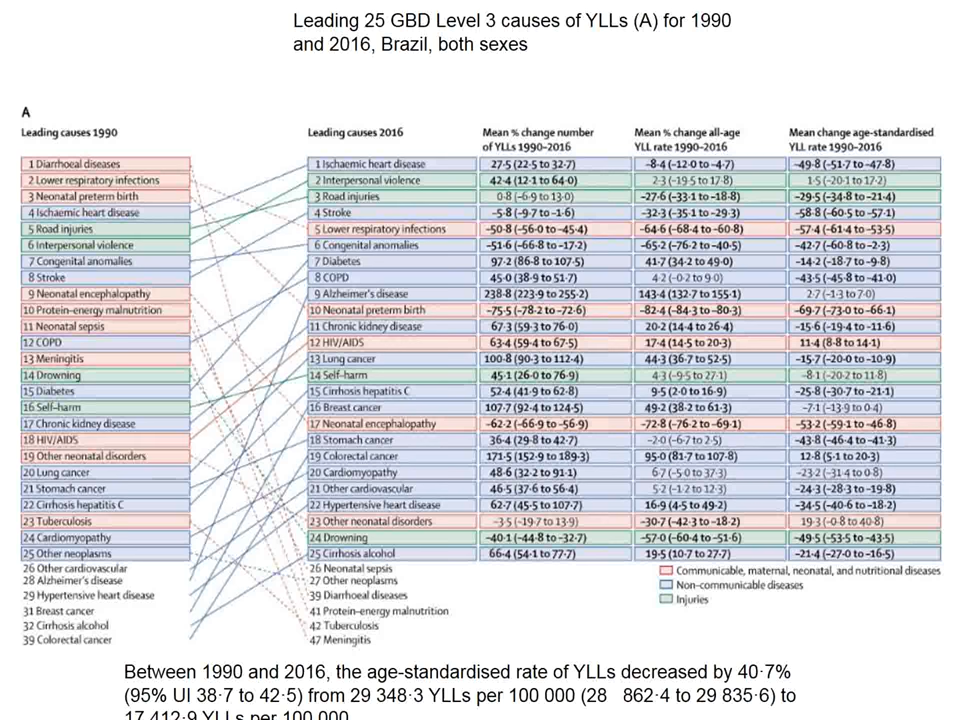 Leading 25 GBD Level 3 causes of YLLs (A) for 1990
and 2016, Brazil, both sexes
A
Leading causes 1990 Leading causes 2016 Mean % change number of YLLs 1990–2016 Mean % change all-age YLL rate 1990–2016 Mean change age-standardised YLL rate 1990–2016
1 Diarrhoeal diseases 1 Ischaemic heart disease 27·5 (22·5 to 32·7) –8·4 (–12·0 to –4·7) –49·8 (–51·7 to –47·8)
2 Lower respiratory infections 2 Interpersonal violence 42·4 (12·1 to 64·0) 2·3 (–19·5 to 17·8) 1·5 (–20·1 to 17·2)
3 Neonatal preterm birth 3 Road injuries 0·8 (–6·9 to 13·0) –27·6 (–33·1 to –18·8) –29·5 (–34·8 to –21·4)
4 Ischaemic heart disease 4 Stroke –5·8 (–9·7 to –1·6) –32·3 (–35·1 to –29·3) –58·8 (–60·5 to –57·1)
5 Road injuries 5 Lower respiratory infections –50·8 (–56·0 to –45·4) –64·6 (–68·4 to –60·8) –57·4 (–61·4 to –53·5)
6 Interpersonal violence 6 Congenital anomalies –51·6 (–66·8 to –17·2) –65·2 (–76·2 to –40·5) –42·7 (–60·8 to –2·3)
7 Congenital anomalies 7 Diabetes 97·2 (86·8 to 107·5) 41·7 (34·2 to 49·0) –14·2 (–18·7 to –9·8)
8 Stroke 8 COPD 45·0 (38·9 to 51·7) 4·2 (–0·2 to 9·0) –43·5 (–45·8 to –41·0)
9 Neonatal encephalopathy 9 Alzheimer's disease 238·8 (223·9 to 255·2) 143·4 (132·7 to 155·1) 2·7 (–1·3 to 7·0)
10 Protein–energy malnutrition 10 Neonatal preterm birth –75·5 (–78·2 to –72·6) –82·4 (–84·3 to –80·3) –69·7 (–73·0 to –66·1)
11 Neonatal sepsis 11 Chronic kidney disease 67·3 (59·3 to 76·0) 20·2 (14·4 to 26·4) –15·6 (–19·4 to –11·6)
12 COPD 12 HIV/AIDS 63·4 (59·4 to 67·5) 17·4 (14·5 to 20·3) 11·4 (8·8 to 14·1)
13 Meningitis 13 Lung cancer 100·8 (90·3 to 112·4) 44·3 (36·7 to 52·5) –15·7 (–20·0 to –10·9)
14 Drowning 14 Self-harm 45·1 (26·0 to 76·9) 4·3 (–9·5 to 27·1) –8·1 (–20·2 to 11·8)
15 Diabetes 15 Cirrhosis hepatitis C 52·4 (41·9 to 62·8) 9·5 (2·0 to 16·9) –25·8 (–30·7 to –21·1)
16 Self-harm 16 Breast cancer 107·7 (92·4 to 124·5) 49·2 (38·2 to 61·3) –7·1 (–13·9 to 0·4)
17 Chronic kidney disease 17 Neonatal encephalopathy –62·2 (–66·9 to –56·9) –72·8 (–76·2 to –69·1) –53·2 (–59·1 to –46·8)
18 HIV/AIDS 18 Stomach cancer 36·4 (29·8 to 42·7) –2·0 (–6·7 to 2·5) –43·8 (–46·4 to –41·3)
19 Other neonatal disorders 19 Colorectal cancer 171·5 (152·9 to 189·3) 95·0 (81·7 to 107·8) 12·8 (5·1 to 20·3)
20 Lung cancer 20 Cardiomyopathy 48·6 (32·2 to 91·1) 6·7 (–5·0 to 37·3) –23·2 (–31·4 to 0·8)
21 Stomach cancer 21 Other cardiovascular 46·5 (37·6 to 56·4) 5·2 (–1·2 to 12·3) –24·3 (–28·3 to –19·8)
22 Cirrhosis hepatitis C 22 Hypertensive heart disease 62·7 (45·5 to 107·7) 16·9 (4·5 to 49·2) –34·5 (–40·6 to –18·2)
23 Tuberculosis 23 Other neonatal disorders –3·5 (–19·7 to 13·9) –30·7 (–42·3 to –18·2) 19·3 (–0·8 to 40·8)
24 Cardiomyopathy 24 Drowning –40·1 (–44·8 to –32·7) –57·0 (–60·4 to –51·6) –49·5 (–53·5 to –43·5)
25 Other neoplasms 25 Cirrhosis alcohol 66·4 (54·1 to 77·7) 19·5 (10·7 to 27·7) –21·4 (–27·0 to –16·5)
26 Other cardiovascular 26 Neonatal sepsis
28 Alzheimer's disease 27 Other neoplasms
29 Hypertensive heart disease 39 Diarrhoeal diseases
31 Breast cancer 41 Protein–energy malnutrition
32 Cirrhosis alcohol 42 Tuberculosis
39 Colorectal cancer 47 Meningitis
Communicable, maternal, neonatal, and nutritional diseases
Non-communicable diseases
Injuries
Between 1990 and 2016, the age-standardised rate of YLLs decreased by 40·7%
(95% UI 38·7 to 42·5) from 29 348·3 YLLs per 100 000 (28 862·4 to 29 835·6) to
17 412·9 YLLs per 100 000